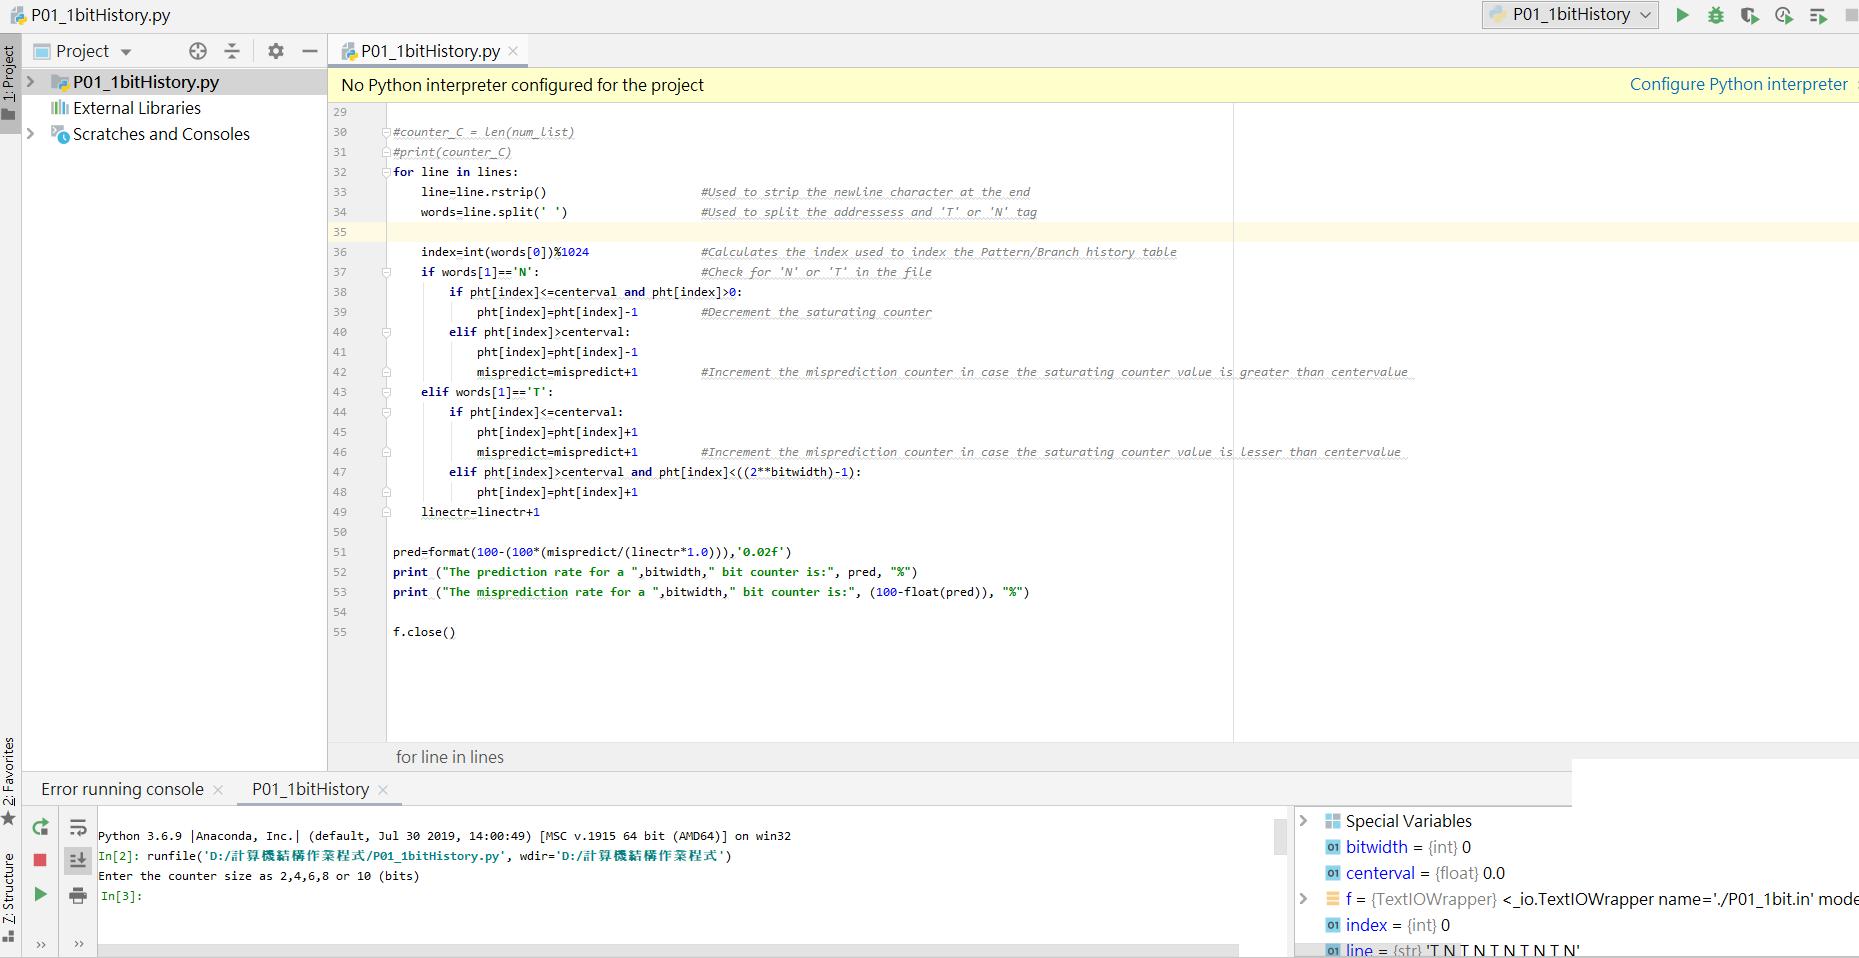 P01_1bitHistory.py
P01_1bitHistory
1: Project
Project
P01_1bitHistory.py
P01_1bitHistory.py
External Libraries
Scratches and Consoles
No Python interpreter configured for the project
Configure Python interpreter
29
30 #counter_C = len(num_list)
31 #print(counter_C)
32 for line in lines:
33 line=line.rstrip() #Used to strip the newline character at the end
34 words=line.split(' ') #Used to split the addressess and 'T' or 'N' tag
35
36 index=int(words[0])%1024 #Calculates the index used to index the Pattern/Branch history table
37 if words[1]=='N': #Check for 'N' or 'T' in the file
38 if pht[index]<=centerval and pht[index]>0:
39 pht[index]=pht[index]-1 #Decrement the saturating counter
40 elif pht[index]>centerval:
41 pht[index]=pht[index]-1
42 mispredict=mispredict+1 #Increment the misprediction counter in case the saturating counter value is greater than centervalue
43 elif words[1]=='T':
44 if pht[index]<=centerval:
45 pht[index]=pht[index]+1
46 mispredict=mispredict+1 #Increment the misprediction counter in case the saturating counter value is lesser than centervalue
47 elif pht[index]>centerval and pht[index]<((2**bitwidth)-1):
48 pht[index]=pht[index]+1
49 linectr=linectr+1
50
51 pred=format(100-(100*(mispredict/(linectr*1.0))),'0.02f')
52 print ("The prediction rate for a ",bitwidth," bit counter is:", pred, "%")
53 print ("The misprediction rate for a ",bitwidth," bit counter is:", (100-float(pred)), "%")
54
55 f.close()
for line in lines
2: Favorites
7: Structure
Error running console
P01_1bitHistory
Python 3.6.9 |Anaconda, Inc.| (default, Jul 30 2019, 14:00:49) [MSC v.1915 64 bit (AMD64)] on win32
In[2]: runfile('D:/計算機結構作業程式/P01_1bitHistory.py', wdir='D:/計算機結構作業程式')
Enter the counter size as 2,4,6,8 or 10 (bits)
In[3]:
Special Variables
01 bitwidth = {int} 0
01 centerval = {float} 0.0
f = {TextIOWrapper} <_io.TextIOWrapper name='./P01_1bit.in' mode
01 index = {int} 0
01 line = {str} 'T N T N T N T N T N'